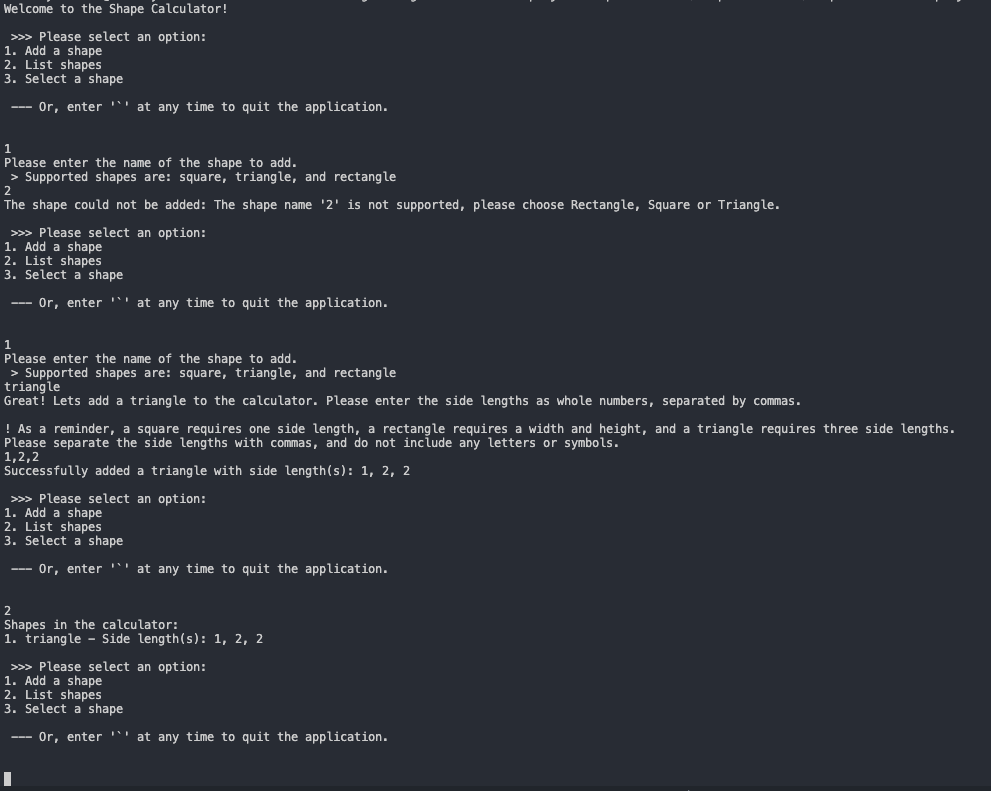 Welcome to the Shape Calculator!
>>> Please select an option:
1. Add a shape
2. List shapes
3. Select a shape
--- Or, enter '`' at any time to quit the application.
1
Please enter the name of the shape to add.
> Supported shapes are: square, triangle, and rectangle
2
The shape could not be added: The shape name '2' is not supported, please choose Rectangle, Square or Triangle.
>>> Please select an option:
1. Add a shape
2. List shapes
3. Select a shape
--- Or, enter '`' at any time to quit the application.
1
Please enter the name of the shape to add.
> Supported shapes are: square, triangle, and rectangle
triangle
Great! Lets add a triangle to the calculator. Please enter the side lengths as whole numbers, separated by commas.
! As a reminder, a square requires one side length, a rectangle requires a width and height, and a triangle requires three side lengths.
Please separate the side lengths with commas, and do not include any letters or symbols.
1,2,2
Successfully added a triangle with side length(s): 1, 2, 2
>>> Please select an option:
1. Add a shape
2. List shapes
3. Select a shape
--- Or, enter '`' at any time to quit the application.
2
Shapes in the calculator:
1. triangle - Side length(s): 1, 2, 2
>>> Please select an option:
1. Add a shape
2. List shapes
3. Select a shape
--- Or, enter '`' at any time to quit the application.